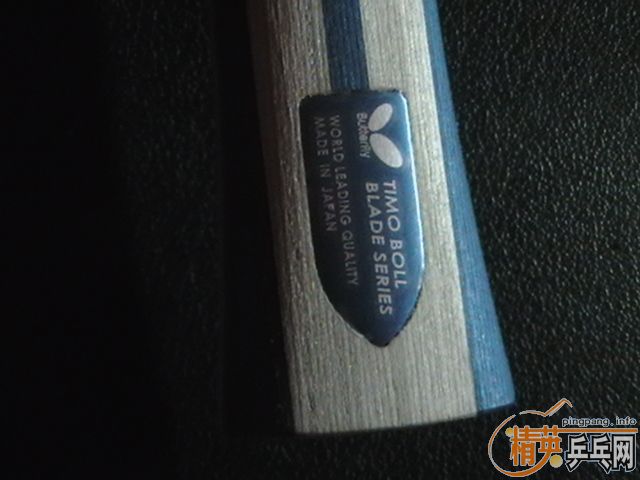 Butterfly
TIMO BOLL
BLADE SERIES
WORLD LEADING QUALITY
MADE IN JAPAN
pingpang.info
精英乒乓网